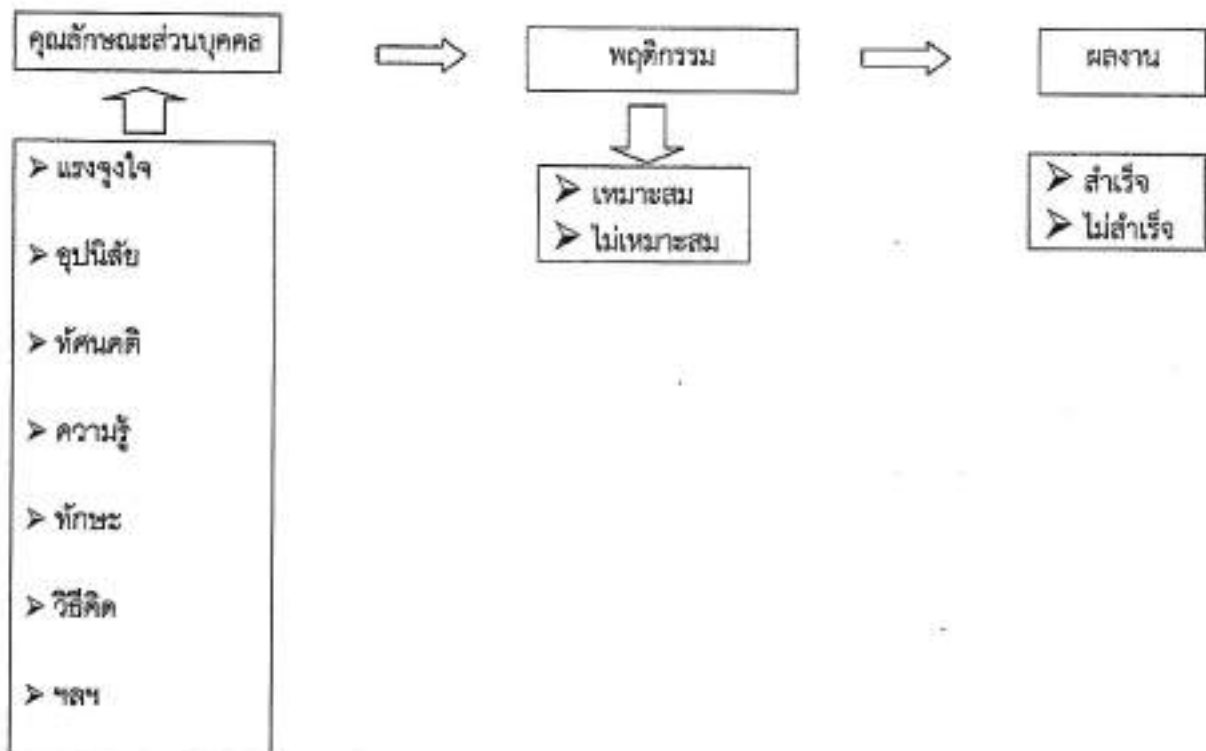 คุณลักษณะส่วนบุคคล
พฤติกรรม
ผลงาน
➢ แรงจูงใจ
➢ อุปนิสัย
➢ ทัศนคติ
➢ ความรู้
➢ ทักษะ
➢ วิธีคิด
➢ ฯลฯ
➢ เหมาะสม
➢ ไม่เหมาะสม
➢ สำเร็จ
➢ ไม่สำเร็จ